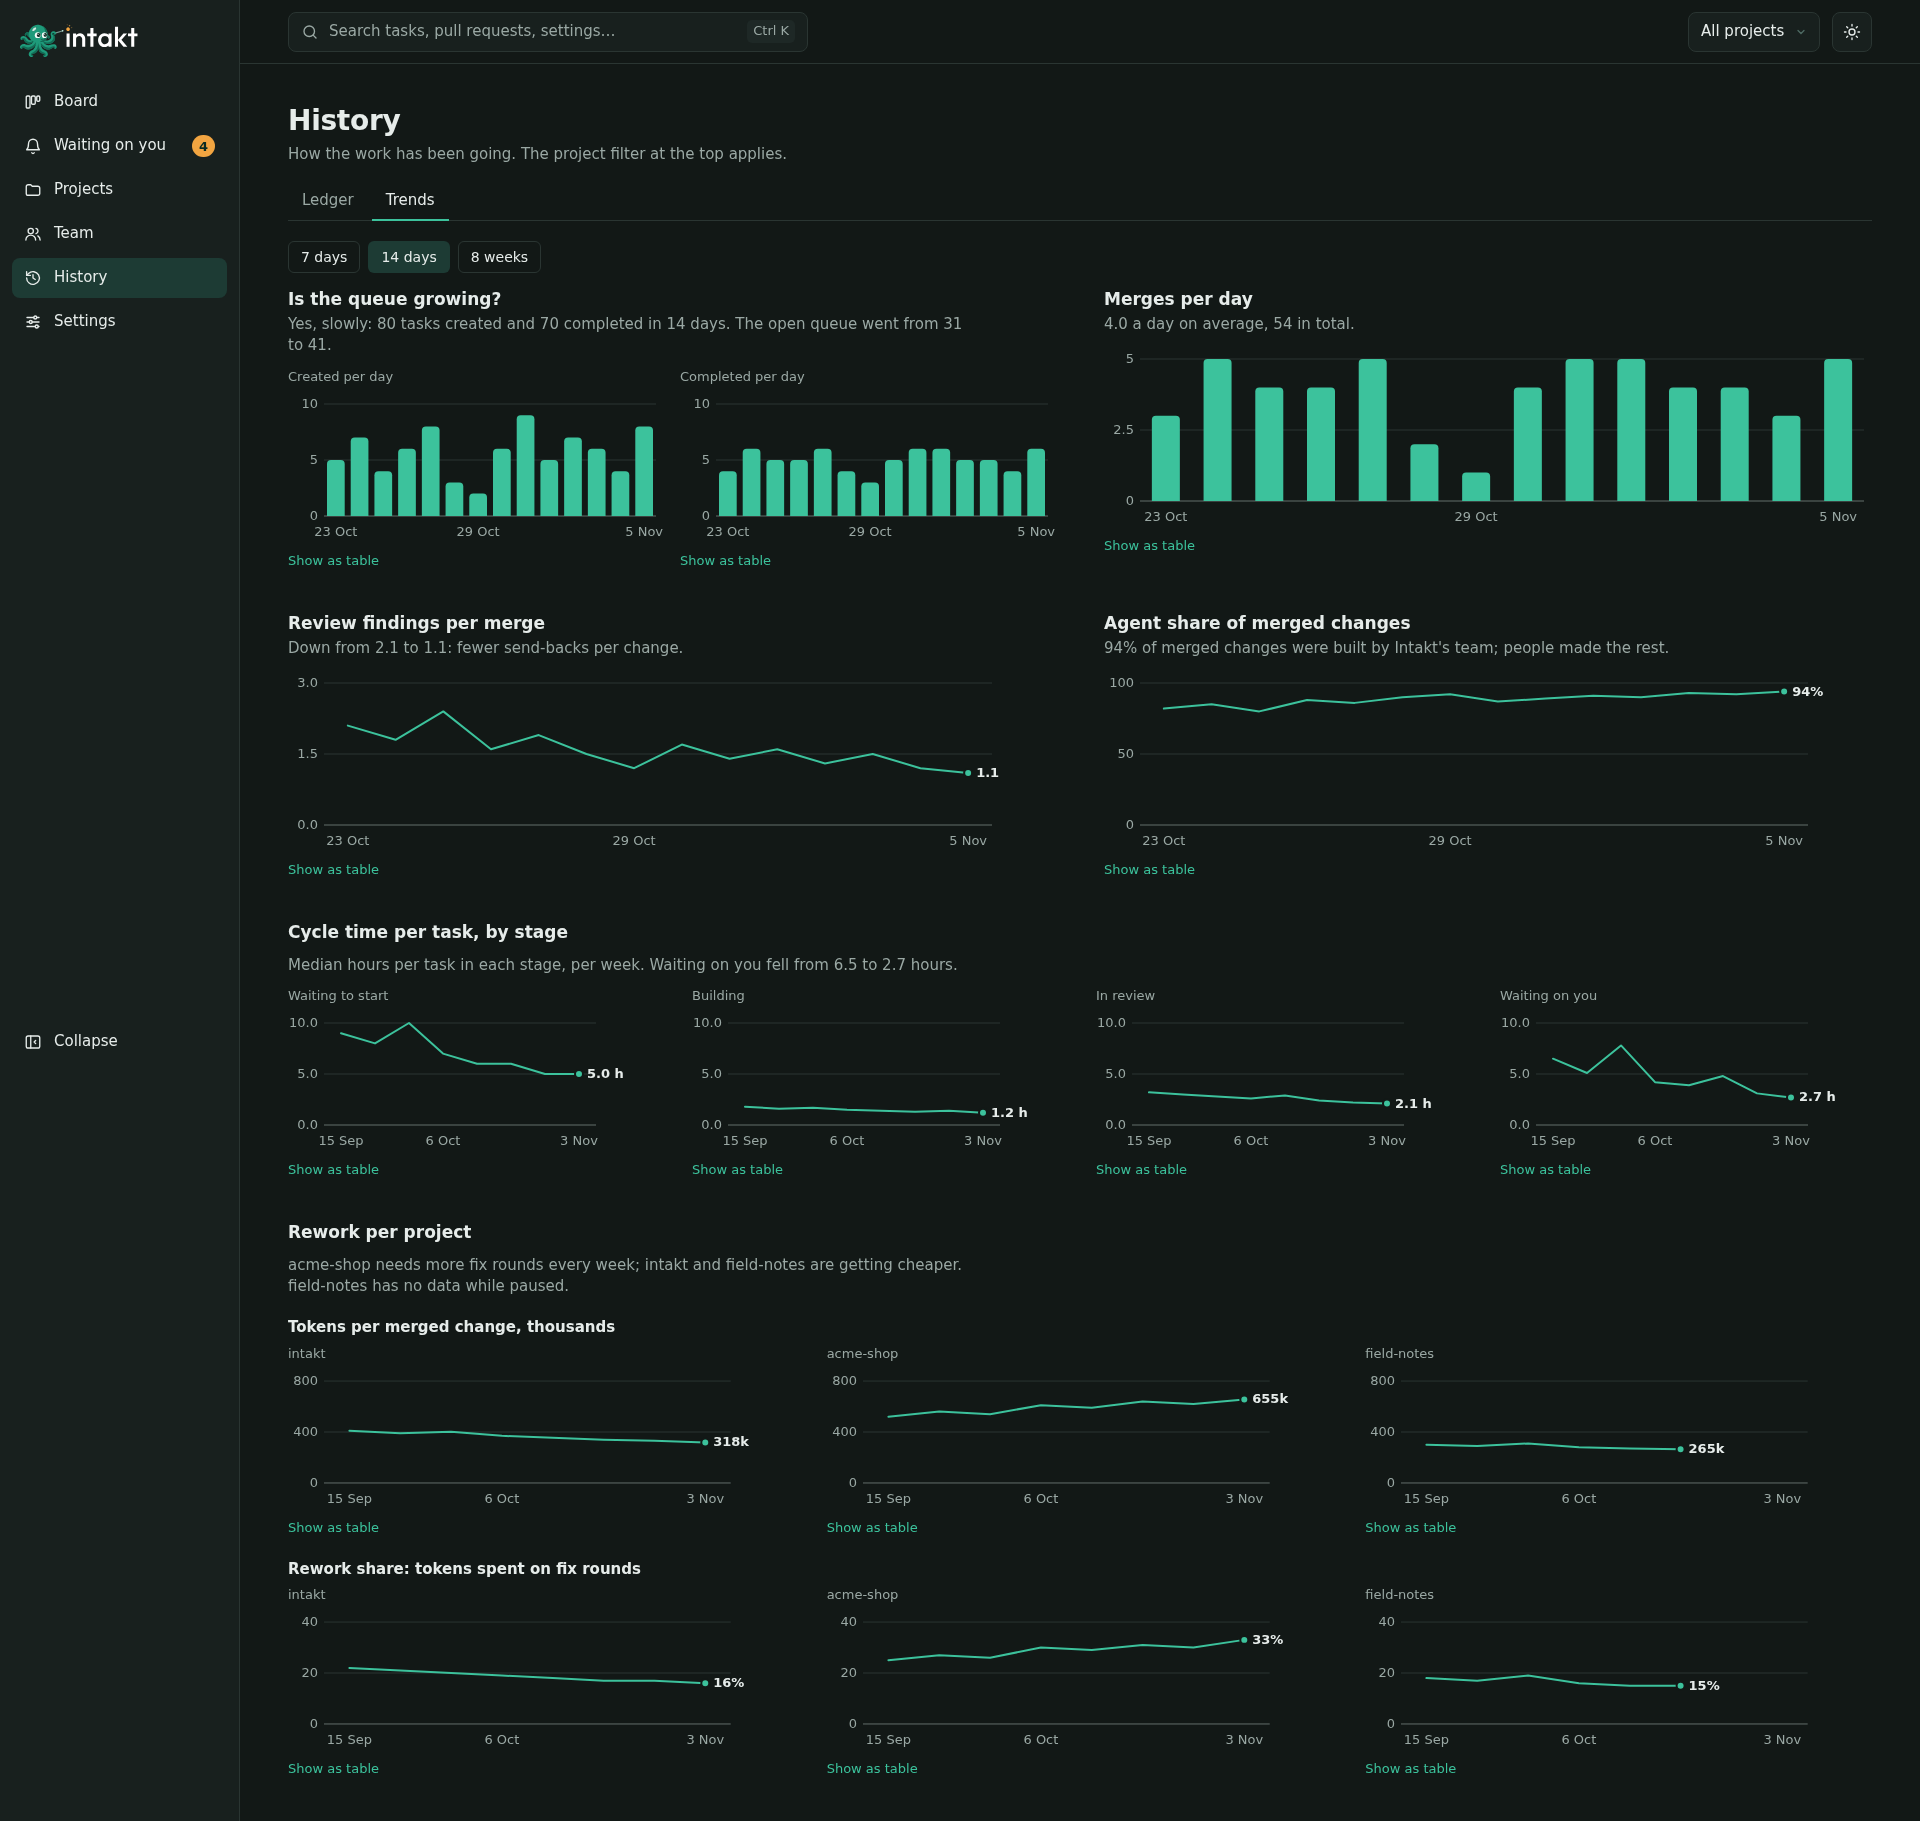 intakt
Search tasks, pull requests, settings...
Ctrl K
All projects
Board
Waiting on you
4
Projects
Team
History
Settings
Collapse
History
How the work has been going. The project filter at the top applies.
Ledger
Trends
7 days
14 days
8 weeks
Is the queue growing?
Yes, slowly: 80 tasks created and 70 completed in 14 days. The open queue went from 31
to 41.
Created per day
10
5
0
23 Oct
29 Oct
5 Nov
Show as table
Completed per day
10
5
0
23 Oct
29 Oct
5 Nov
Show as table
Merges per day
4.0 a day on average, 54 in total.
5
2.5
0
23 Oct
29 Oct
5 Nov
Show as table
Review findings per merge
Down from 2.1 to 1.1: fewer send-backs per change.
3.0
1.5
0.0
1.1
23 Oct
29 Oct
5 Nov
Show as table
Agent share of merged changes
94% of merged changes were built by Intakt's team; people made the rest.
100
50
0
94%
23 Oct
29 Oct
5 Nov
Show as table
Cycle time per task, by stage
Median hours per task in each stage, per week. Waiting on you fell from 6.5 to 2.7 hours.
Waiting to start
10.0
5.0
0.0
5.0 h
15 Sep
6 Oct
3 Nov
Show as table
Building
10.0
5.0
0.0
1.2 h
15 Sep
6 Oct
3 Nov
Show as table
In review
10.0
5.0
0.0
2.1 h
15 Sep
6 Oct
3 Nov
Show as table
Waiting on you
10.0
5.0
0.0
2.7 h
15 Sep
6 Oct
3 Nov
Show as table
Rework per project
acme-shop needs more fix rounds every week; intakt and field-notes are getting cheaper.
field-notes has no data while paused.
Tokens per merged change, thousands
intakt
800
400
0
318k
15 Sep
6 Oct
3 Nov
Show as table
acme-shop
800
400
0
655k
15 Sep
6 Oct
3 Nov
Show as table
field-notes
800
400
0
265k
15 Sep
6 Oct
3 Nov
Show as table
Rework share: tokens spent on fix rounds
intakt
40
20
0
16%
15 Sep
6 Oct
3 Nov
Show as table
acme-shop
40
20
0
33%
15 Sep
6 Oct
3 Nov
Show as table
field-notes
40
20
0
15%
15 Sep
6 Oct
3 Nov
Show as table